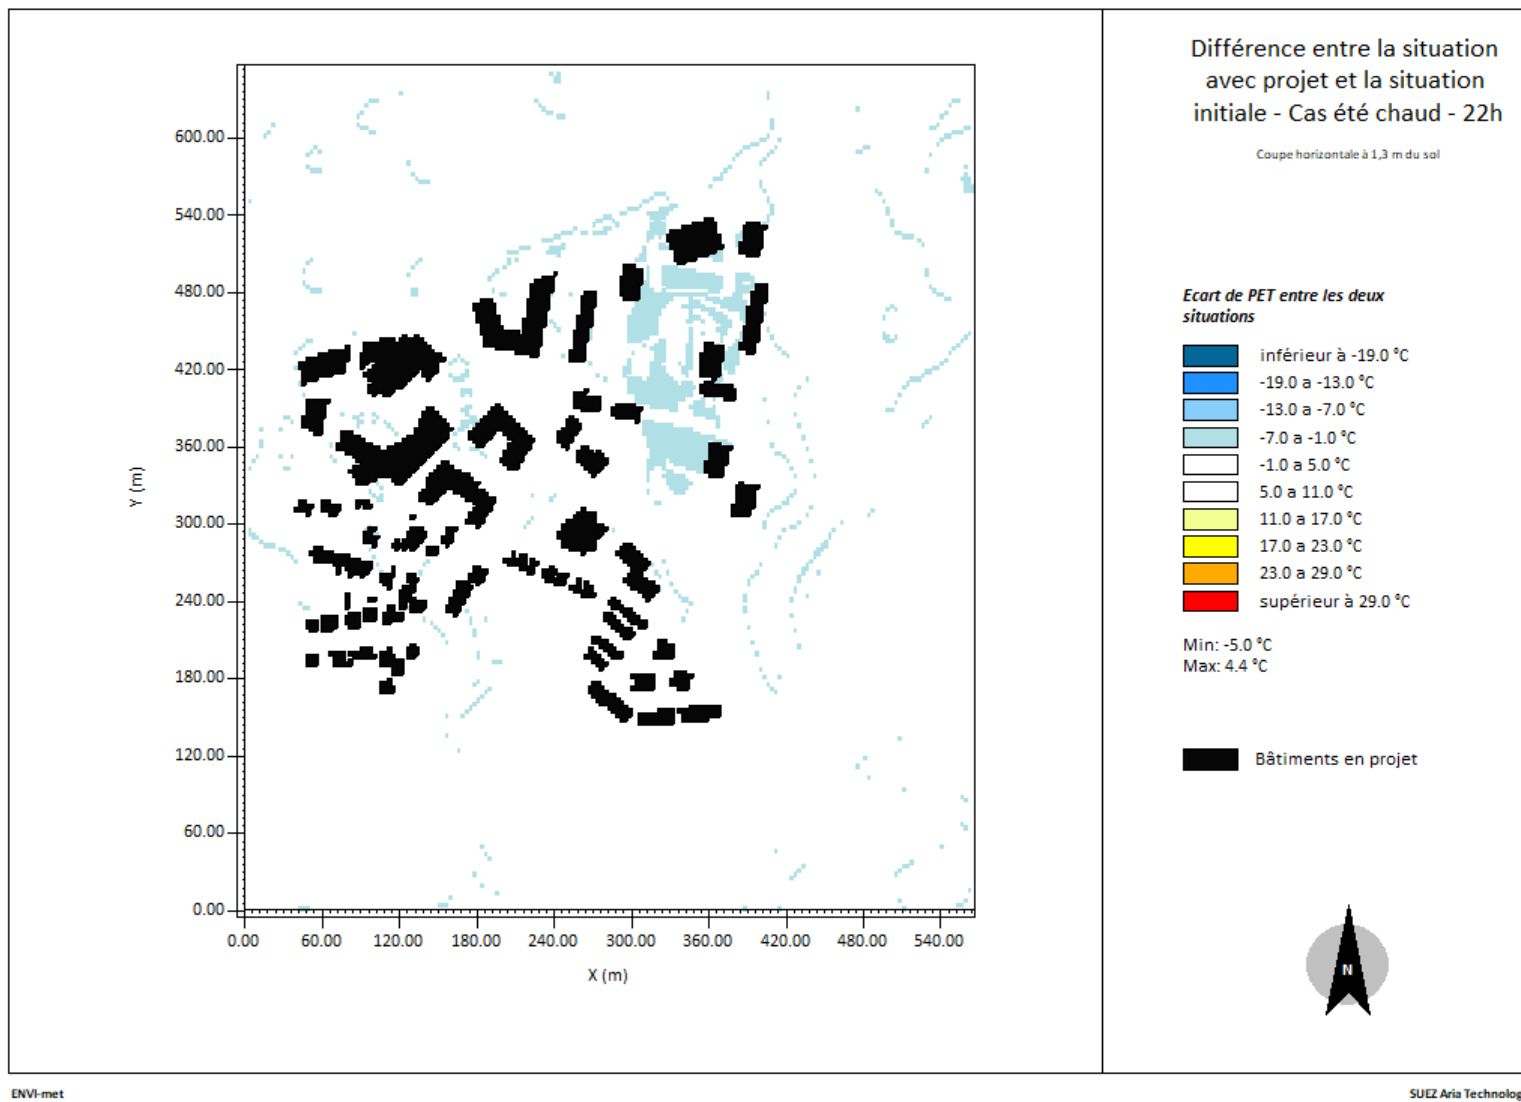 Différence entre la situation
avec projet et la situation
initiale - Cas été chaud - 22h
Coupe horizontale à 1,3 m du sol
600.00
540.00
480.00
420.00
360.00
300.00
240.00
180.00
120.00
60.00
0.00
Y (m)
0.00 60.00 120.00 180.00 240.00 300.00 360.00 420.00 480.00 540.00
X (m)
Ecart de PET entre les deux
situations
inférieur à -19.0 °C
-19.0 a -13.0 °C
-13.0 a -7.0 °C
-7.0 a -1.0 °C
-1.0 a 5.0 °C
5.0 a 11.0 °C
11.0 a 17.0 °C
17.0 a 23.0 °C
23.0 a 29.0 °C
supérieur à 29.0 °C
Min: -5.0 °C
Max: 4.4 °C
Bâtiments en projet
N
ENVI-met
SUEZ Aria Technolog